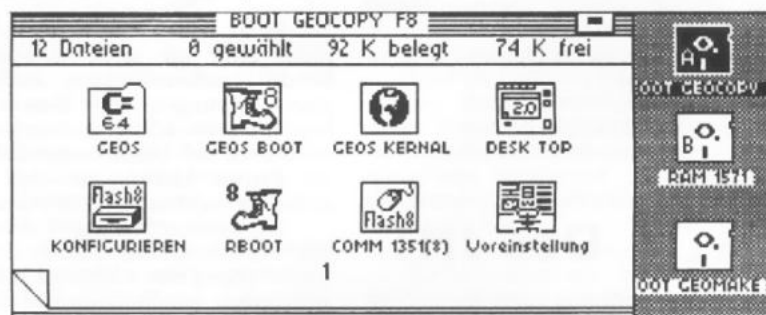 BOOT GEOCOPY F8
12 Dateien 0 gewählt 92 K belegt 74 K frei
C= 64
8
2.0
GEOS
GEOS BOOT
GEOS KERNAL
DESK TOP
Flash8
8
Flash8
KONFIGURIEREN
RBOOT
COMM 1351(8)
Voreinstellung
1
A
OOT GEOCOPY
B
RAM 1571
OOT GEOMAKE